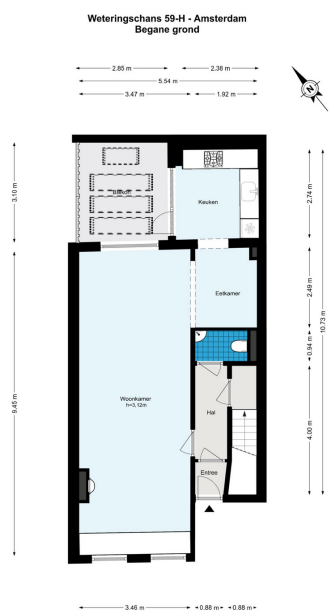 Weteringschans 59-H - Amsterdam
Begane grond
2.85 m
2.38 m
5.54 m
3.47 m
1.92 m
N
3.10 m
2.74 m
Balkon
Keuken
2.49 m
Eetkamer
10.73 m
0.94 m
9.45 m
Woonkamer
h=3,12m
Hal
4.00 m
Entree
3.46 m
0.88 m
0.88 m